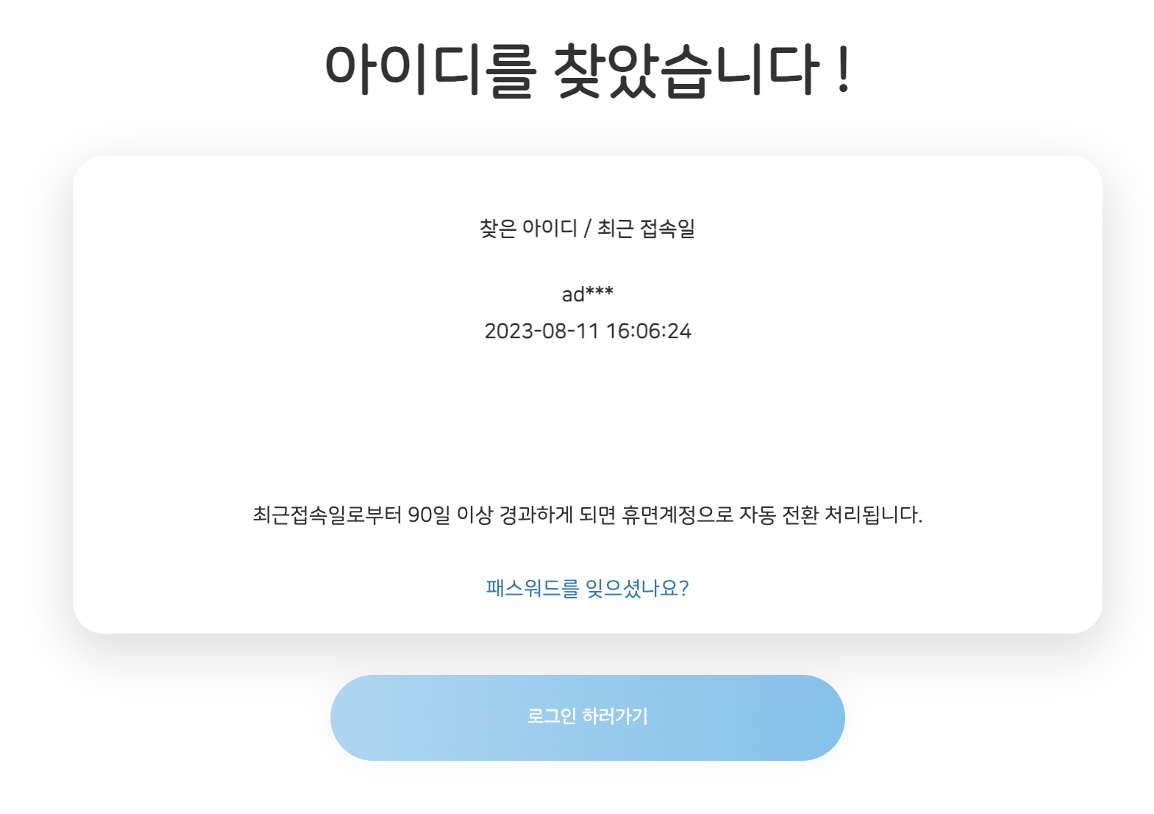 아이디를 찾았습니다 !
찾은 아이디 / 최근 접속일
ad***
2023-08-11 16:06:24
최근접속일로부터 90일 이상 경과하게 되면 휴면계정으로 자동 전환 처리됩니다.
패스워드를 잊으셨나요?
로그인 하러가기